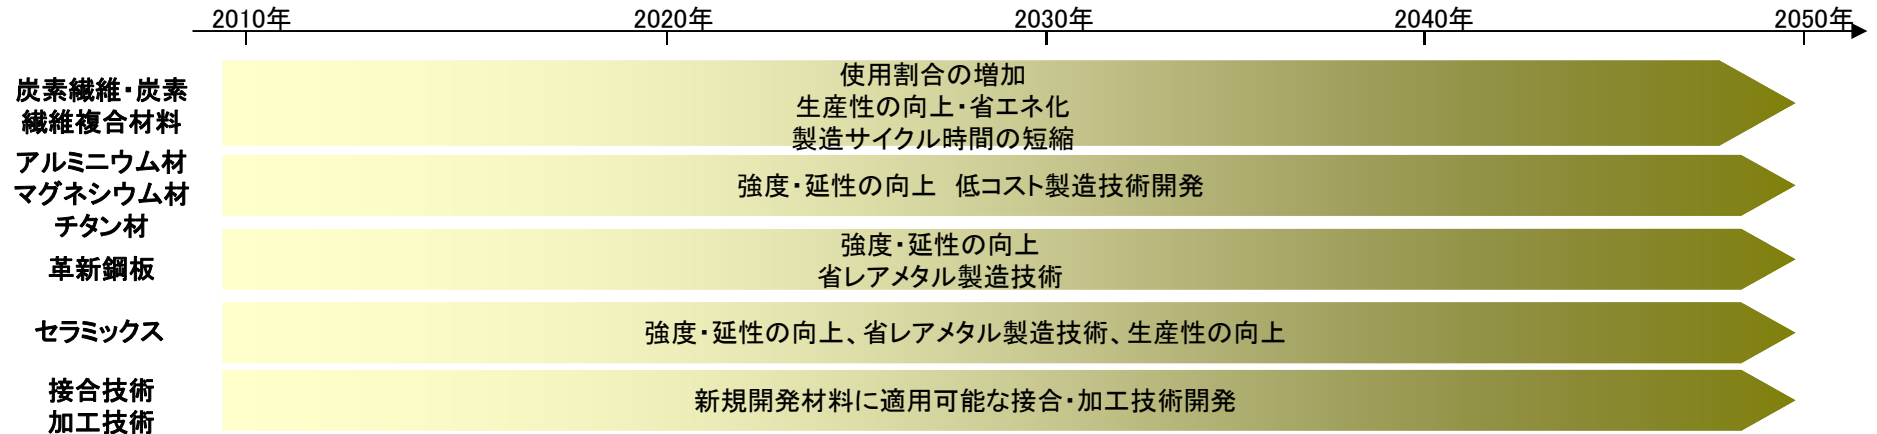 2010年 2020年 2030年 2040年 2050年
炭素繊維・炭素
繊維複合材料
使用割合の増加
生産性の向上・省エネ化
製造サイクル時間の短縮
アルミニウム材
マグネシウム材
チタン材
強度・延性の向上　低コスト製造技術開発
革新鋼板
強度・延性の向上
省レアメタル製造技術
セラミックス
強度・延性の向上、省レアメタル製造技術、生産性の向上
接合技術
加工技術
新規開発材料に適用可能な接合・加工技術開発